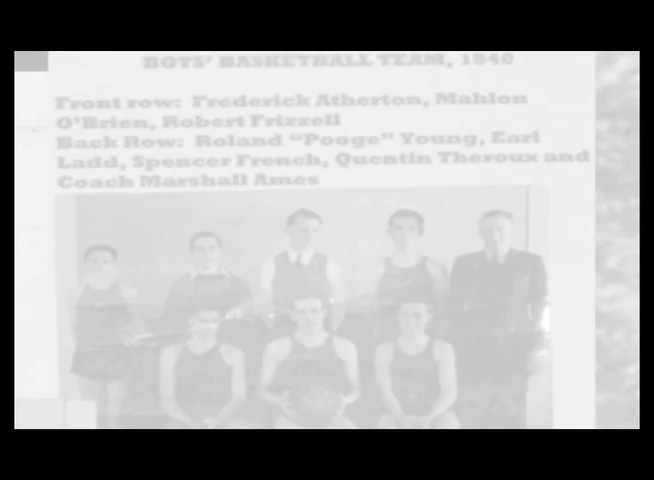 BOYS' BASKETBALL TEAM, 1940
Front row: Frederick Atherton, Mahlon
O'Brien, Robert Frizzell
Back Row: Roland "Pooge" Young, Earl
Ladd, Spencer French, Quentin Theroux and
Coach Marshall Ames